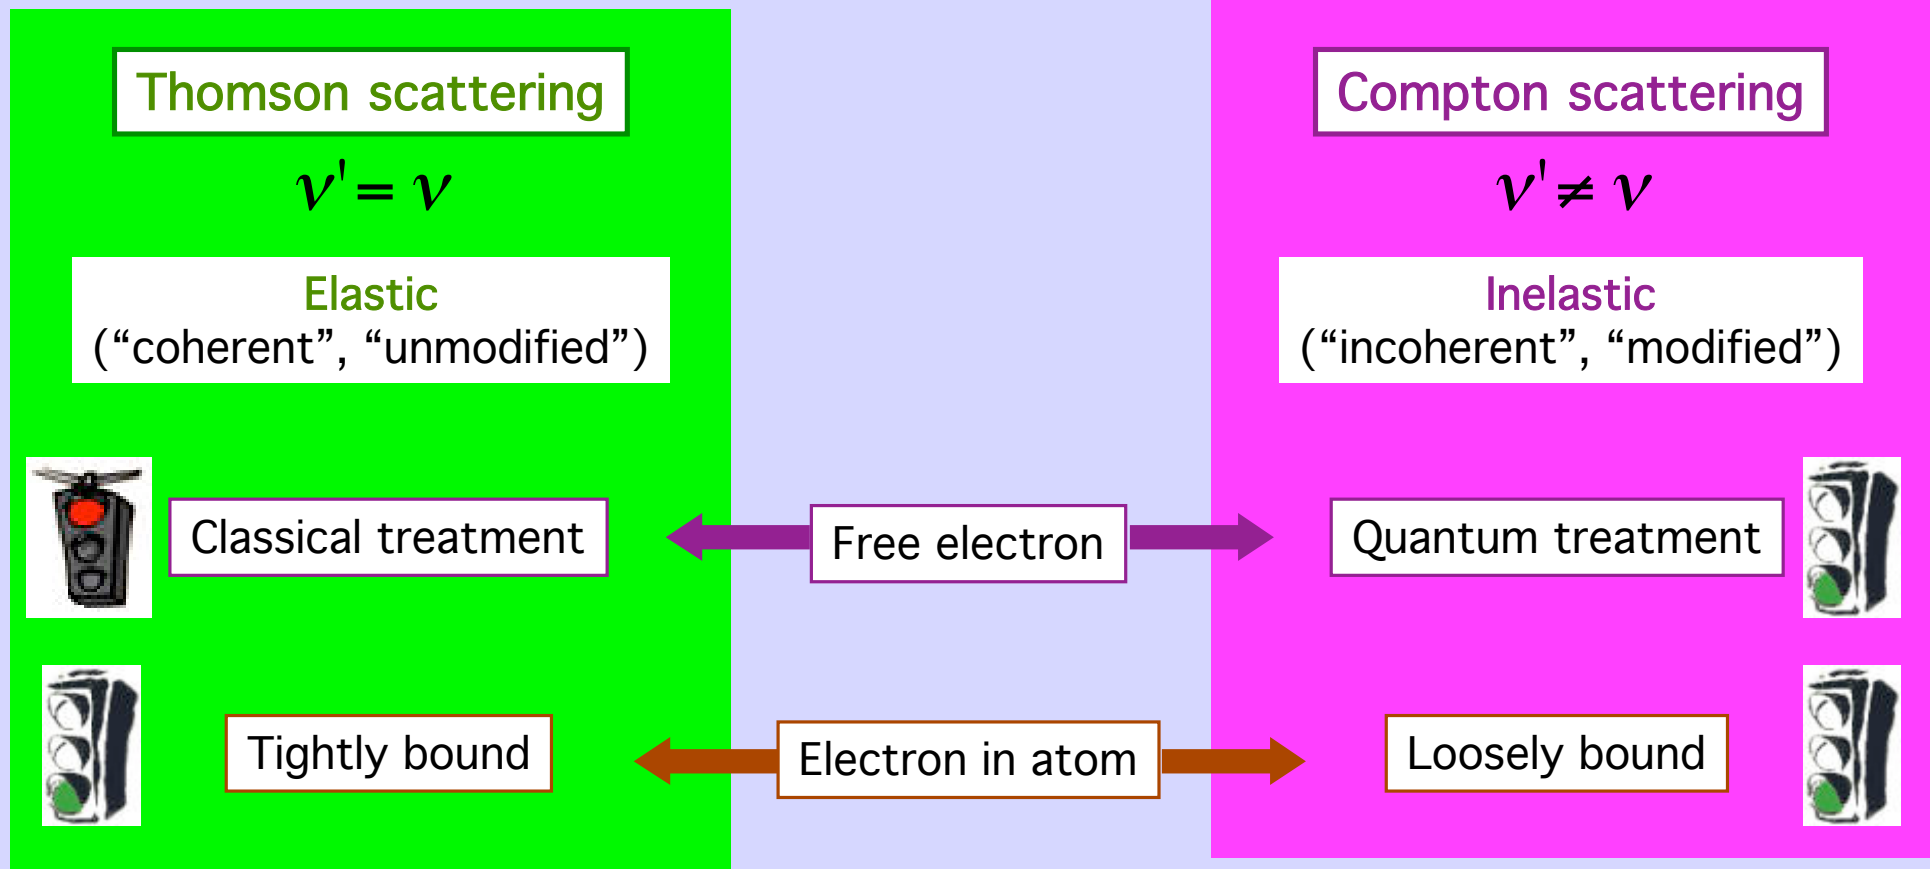 Thomson scattering
ν' = ν
Elastic
(“coherent”, “unmodified”)
Compton scattering
ν' ≠ ν
Inelastic
(“incoherent”, “modified”)
Classical treatment
Free electron
Quantum treatment
Tightly bound
Electron in atom
Loosely bound